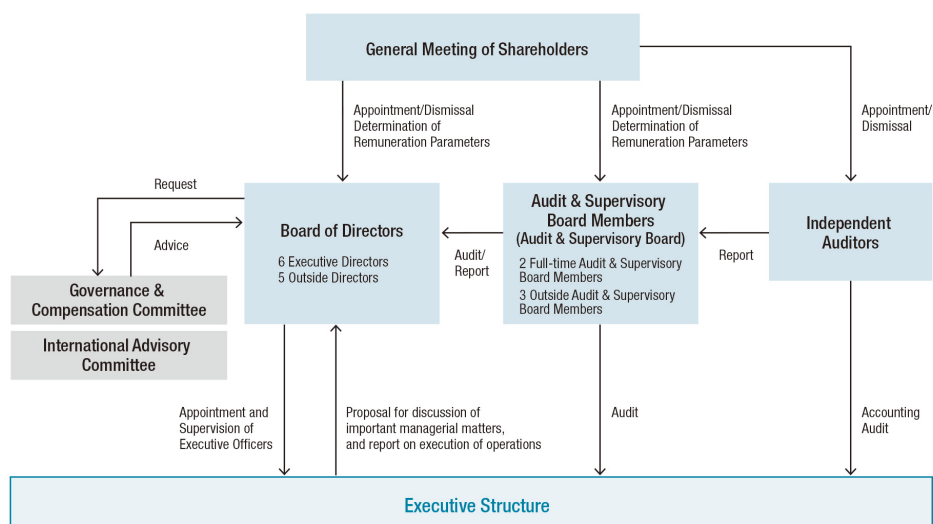 General Meeting of Shareholders
Appointment/Dismissal
Determination of
Remuneration Parameters
Appointment/Dismissal
Determination of
Remuneration Parameters
Appointment/
Dismissal
Request
Advice
Board of Directors
6 Executive Directors
5 Outside Directors
Audit/
Report
Audit & Supervisory
Board Members
(Audit & Supervisory Board)
2 Full-time Audit & Supervisory
Board Members
3 Outside Audit & Supervisory
Board Members
Report
Independent
Auditors
Governance &
Compensation Committee
International Advisory
Committee
Appointment and
Supervision of
Executive Officers
Proposal for discussion of
important managerial matters,
and report on execution of operations
Audit
Accounting
Audit
Executive Structure